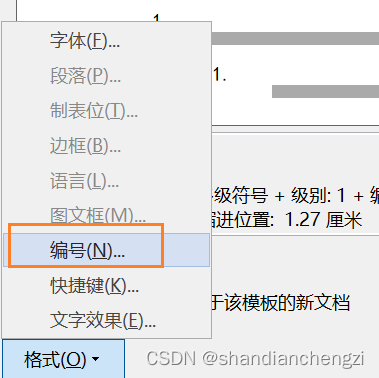 1.
字体(F)...
段落(P)...
1.
制表位(T)...
边框(B)...
语言(L)...
级符号 + 级别: 1 + 编
图文框(M)...
缩进位置: 1.27 厘米
编号(N)...
快捷键(K)...
于该模板的新文档
文字效果(E)...
格式(O)
CSDN @shandianchengzi